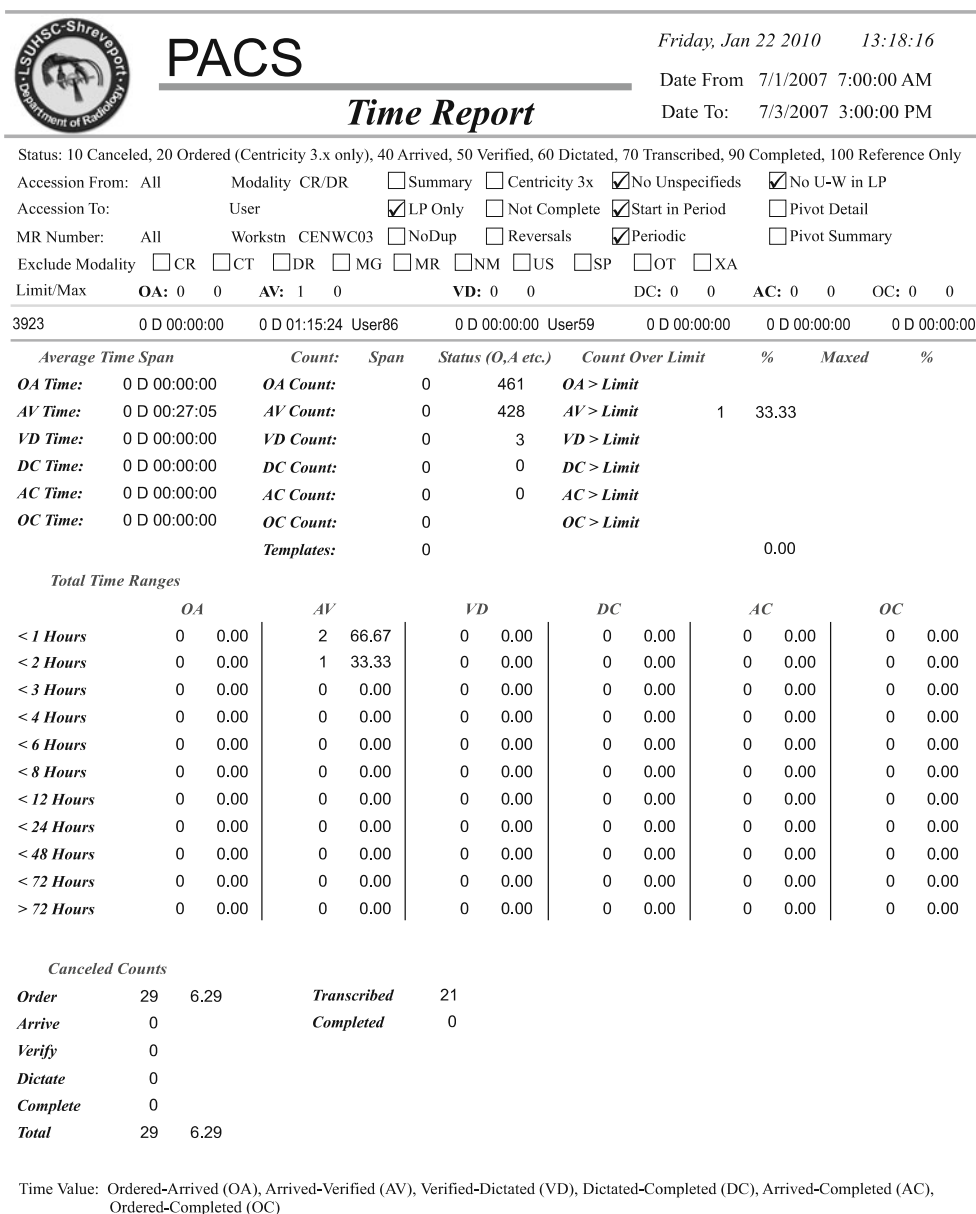 LSUHSC-Shreveport
Department of Radiology
PACS
Time Report
Friday, Jan 22 2010 13:18:16
Date From 7/1/2007 7:00:00 AM
Date To: 7/3/2007 3:00:00 PM
Status: 10 Canceled, 20 Ordered (Centricity 3.x only), 40 Arrived, 50 Verified, 60 Dictated, 70 Transcribed, 90 Completed, 100 Reference Only
Accession From: All Modality CR/DR Summary Centricity 3x No Unspecifieds No U-W in LP
Accession To: User LP Only Not Complete Start in Period Pivot Detail
MR Number: All Workstn CENWC03 NoDup Reversals Periodic Pivot Summary
Exclude Modality CR CT DR MG MR NM US SP OT XA
Limit/Max OA: 0 0 AV: 1 0 VD: 0 0 DC: 0 0 AC: 0 0 OC: 0 0
3923 0 D 00:00:00 0 D 01:15:24 User86 0 D 00:00:00 User59 0 D 00:00:00 0 D 00:00:00 0 D 00:00:00
Average Time Span Count: Span Status (O,A etc.) Count Over Limit % Maxed %
OA Time: 0 D 00:00:00 OA Count: 0 461 OA > Limit
AV Time: 0 D 00:27:05 AV Count: 0 428 AV > Limit 1 33.33
VD Time: 0 D 00:00:00 VD Count: 0 3 VD > Limit
DC Time: 0 D 00:00:00 DC Count: 0 0 DC > Limit
AC Time: 0 D 00:00:00 AC Count: 0 0 AC > Limit
OC Time: 0 D 00:00:00 OC Count: 0 OC > Limit
Templates: 0 0.00
Total Time Ranges
OA AV VD DC AC OC
< 1 Hours 0 0.00 2 66.67 0 0.00 0 0.00 0 0.00 0 0.00
< 2 Hours 0 0.00 1 33.33 0 0.00 0 0.00 0 0.00 0 0.00
< 3 Hours 0 0.00 0 0.00 0 0.00 0 0.00 0 0.00 0 0.00
< 4 Hours 0 0.00 0 0.00 0 0.00 0 0.00 0 0.00 0 0.00
< 6 Hours 0 0.00 0 0.00 0 0.00 0 0.00 0 0.00 0 0.00
< 8 Hours 0 0.00 0 0.00 0 0.00 0 0.00 0 0.00 0 0.00
< 12 Hours 0 0.00 0 0.00 0 0.00 0 0.00 0 0.00 0 0.00
< 24 Hours 0 0.00 0 0.00 0 0.00 0 0.00 0 0.00 0 0.00
< 48 Hours 0 0.00 0 0.00 0 0.00 0 0.00 0 0.00 0 0.00
< 72 Hours 0 0.00 0 0.00 0 0.00 0 0.00 0 0.00 0 0.00
> 72 Hours 0 0.00 0 0.00 0 0.00 0 0.00 0 0.00 0 0.00
Canceled Counts
Order 29 6.29 Transcribed 21
Arrive 0 Completed 0
Verify 0
Dictate 0
Complete 0
Total 29 6.29
Time Value: Ordered-Arrived (OA), Arrived-Verified (AV), Verified-Dictated (VD), Dictated-Completed (DC), Arrived-Completed (AC),
Ordered-Completed (OC)